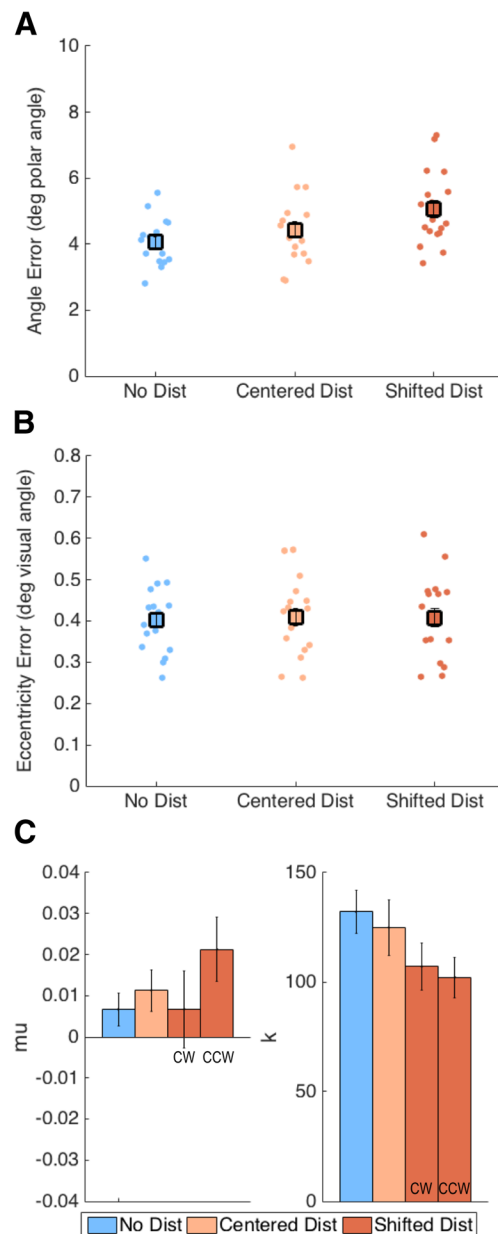 A
Angle Error (deg polar angle)
10
8
6
4
2
0
No Dist Centered Dist Shifted Dist
B
Eccentricity Error (deg visual angle)
0.8
0.7
0.6
0.5
0.4
0.3
0.2
0.1
0
No Dist Centered Dist Shifted Dist
C
mu
0.04
0.03
0.02
0.01
0
-0.01
-0.02
-0.03
-0.04
CW CCW
k
150
100
50
0
CW CCW
No Dist Centered Dist Shifted Dist